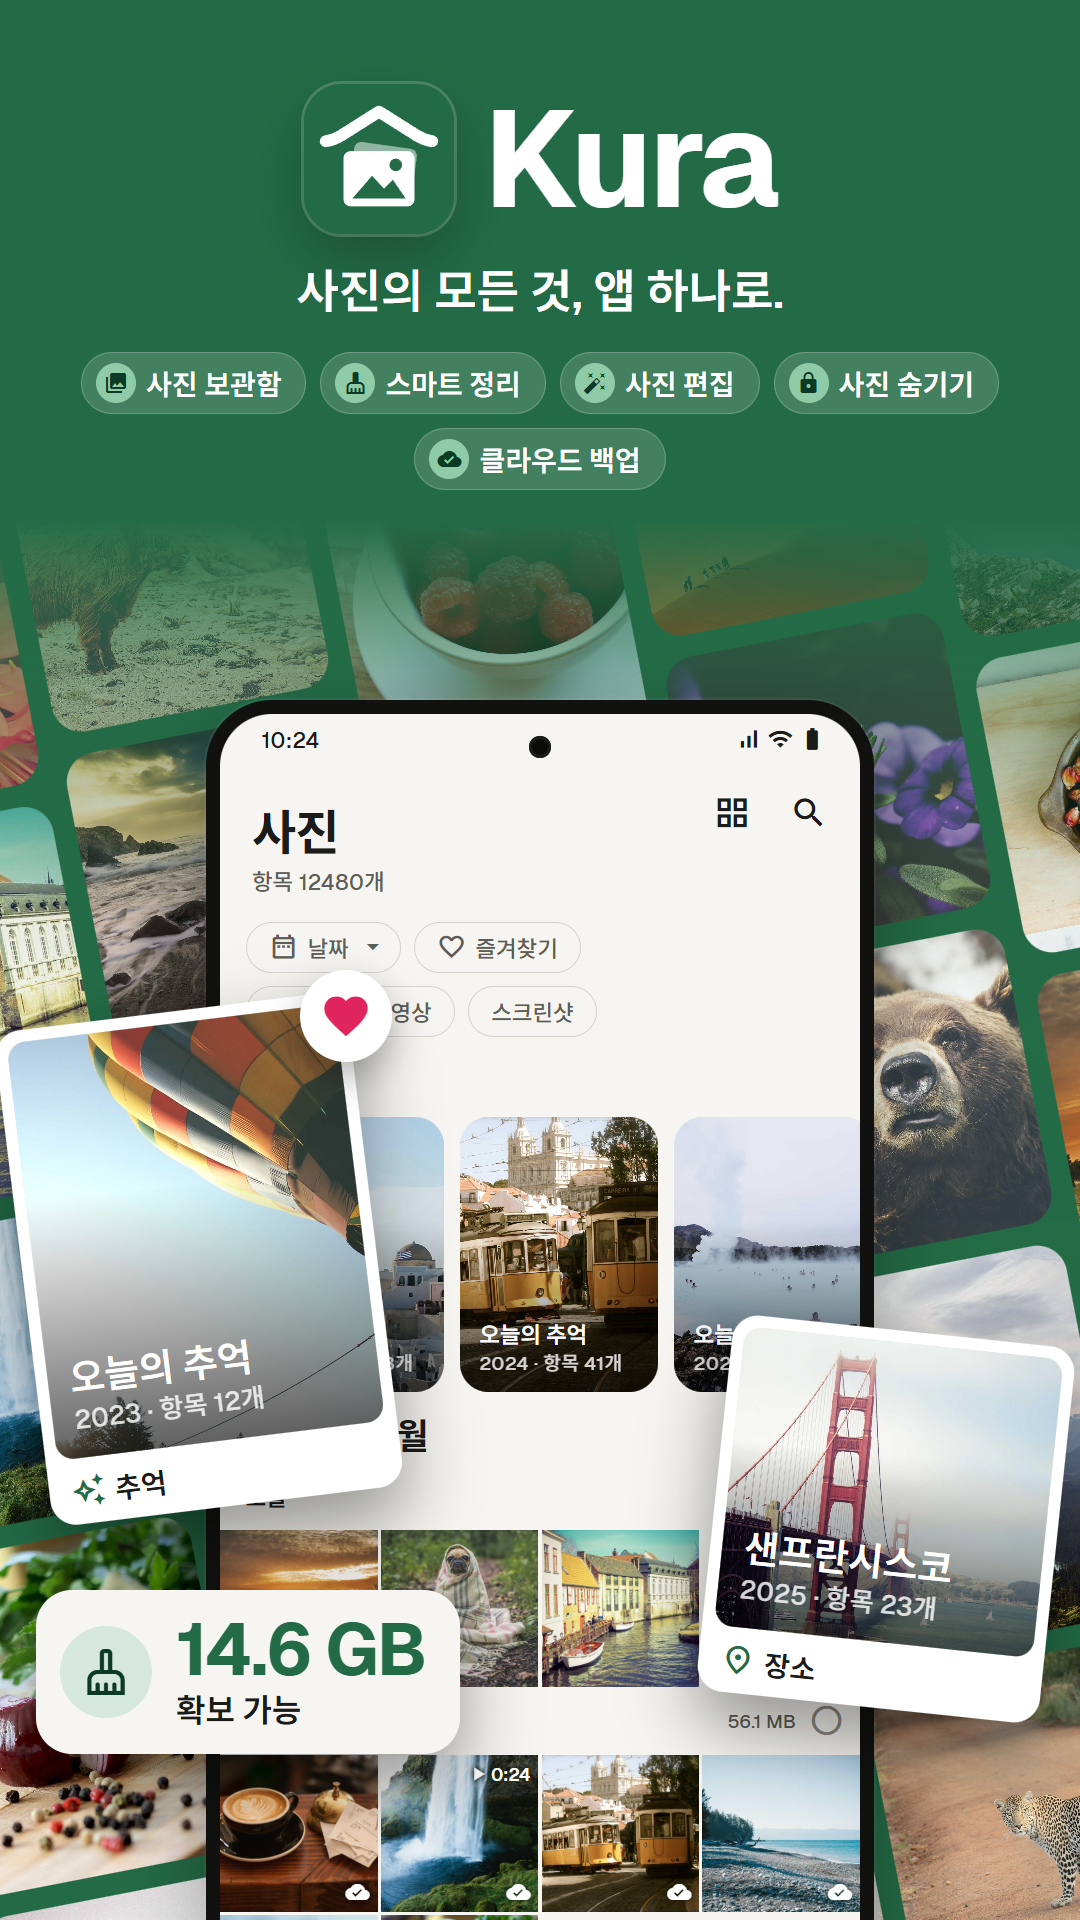 Kura
사진의 모든 것, 앱 하나로.
사진 보관함
스마트 정리
사진 편집
사진 숨기기
클라우드 백업
10:24
사진
항목 12480개
날짜
즐겨찾기
영상
스크린샷
오늘의 추억
2023 · 항목 12개
추억
개
오늘의 추억
2024 · 항목 41개
오늘
202
월
샌프란시스코
2025 · 항목 23개
장소
14.6 GB
확보 가능
56.1 MB
0:24